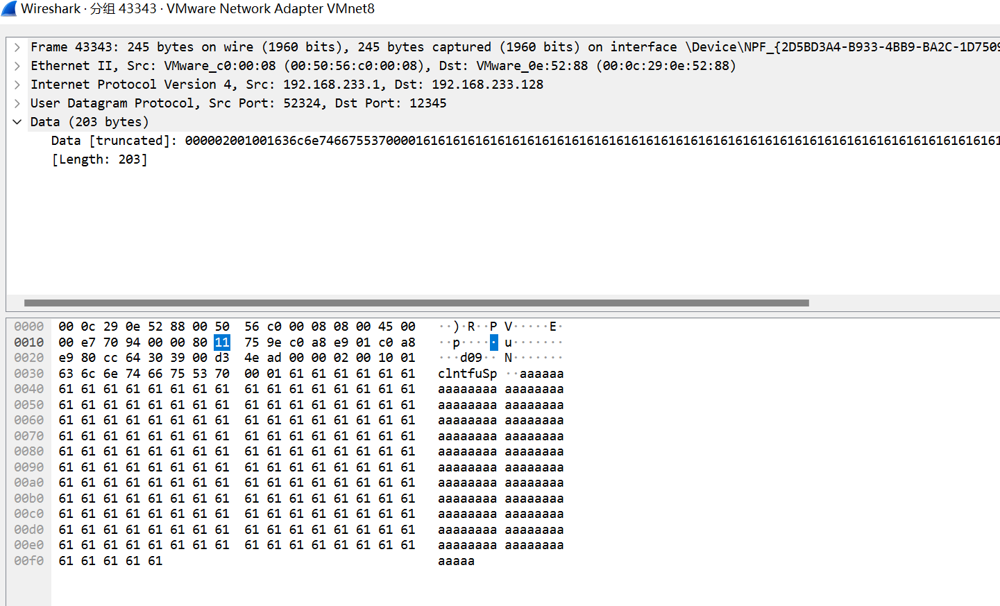 Wireshark · 分组 43343 · VMware Network Adapter VMnet8
Frame 43343: 245 bytes on wire (1960 bits), 245 bytes captured (1960 bits) on interface \Device\NPF_{2D5BD3A4-B933-4BB9-BA2C-1D7509
Ethernet II, Src: VMware_c0:00:08 (00:50:56:c0:00:08), Dst: VMware_0e:52:88 (00:0c:29:0e:52:88)
Internet Protocol Version 4, Src: 192.168.233.1, Dst: 192.168.233.128
User Datagram Protocol, Src Port: 52324, Dst Port: 12345
Data (203 bytes)
Data [truncated]: 000002001001636c6e74667553700001616161616161616161616161616161616161616161616161616161616161616161
[Length: 203]
0000 00 0c 29 0e 52 88 00 50 56 c0 00 08 08 00 45 00 ··)·R··P V·····E·
0010 00 e7 70 94 00 00 80 11 75 9e c0 a8 e9 01 c0 a8 ··p····· u·······
0020 e9 80 cc 64 30 39 00 d3 4e ad 00 00 02 00 10 01 ···d09·· N·······
0030 63 6c 6e 74 66 75 53 70 00 01 61 61 61 61 61 61 clntfuSp ··aaaaaa
0040 61 61 61 61 61 61 61 61 61 61 61 61 61 61 61 61 aaaaaaaa aaaaaaaa
0050 61 61 61 61 61 61 61 61 61 61 61 61 61 61 61 61 aaaaaaaa aaaaaaaa
0060 61 61 61 61 61 61 61 61 61 61 61 61 61 61 61 61 aaaaaaaa aaaaaaaa
0070 61 61 61 61 61 61 61 61 61 61 61 61 61 61 61 61 aaaaaaaa aaaaaaaa
0080 61 61 61 61 61 61 61 61 61 61 61 61 61 61 61 61 aaaaaaaa aaaaaaaa
0090 61 61 61 61 61 61 61 61 61 61 61 61 61 61 61 61 aaaaaaaa aaaaaaaa
00a0 61 61 61 61 61 61 61 61 61 61 61 61 61 61 61 61 aaaaaaaa aaaaaaaa
00b0 61 61 61 61 61 61 61 61 61 61 61 61 61 61 61 61 aaaaaaaa aaaaaaaa
00c0 61 61 61 61 61 61 61 61 61 61 61 61 61 61 61 61 aaaaaaaa aaaaaaaa
00d0 61 61 61 61 61 61 61 61 61 61 61 61 61 61 61 61 aaaaaaaa aaaaaaaa
00e0 61 61 61 61 61 61 61 61 61 61 61 61 61 61 61 61 aaaaaaaa aaaaaaaa
00f0 61 61 61 61 61 aaaaa